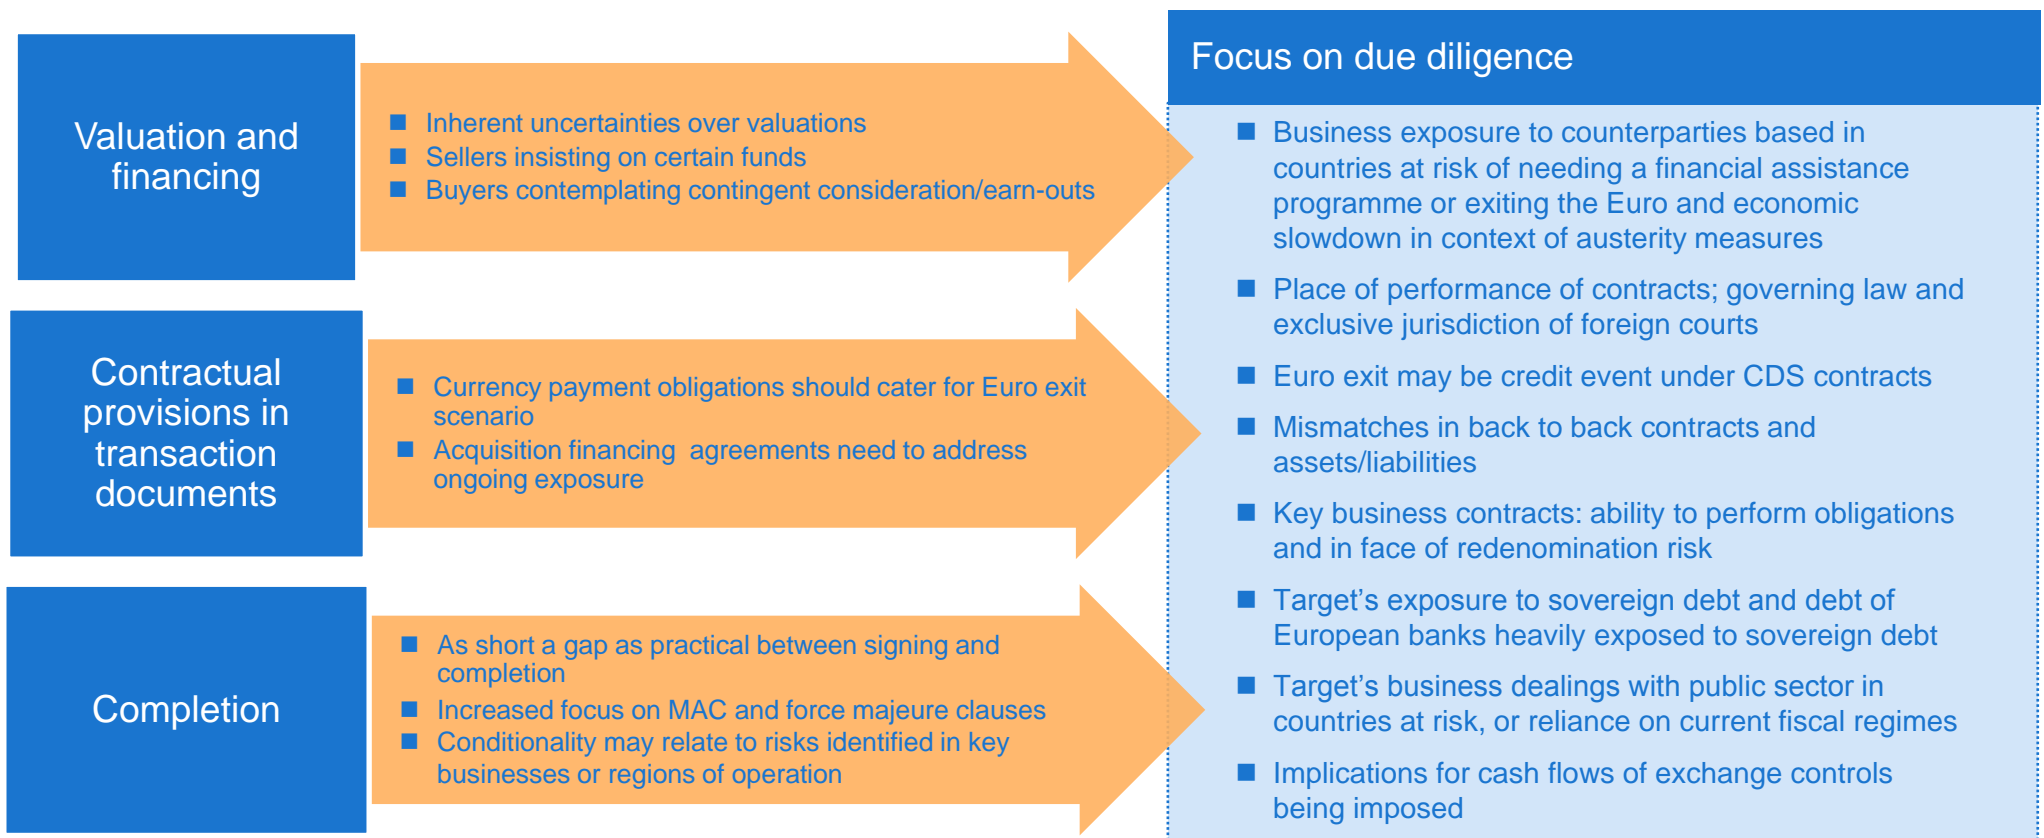 Valuation and
financing
■ Inherent uncertainties over valuations
■ Sellers insisting on certain funds
■ Buyers contemplating contingent consideration/earn-outs
Contractual
provisions in
transaction
documents
■ Currency payment obligations should cater for Euro exit
scenario
■ Acquisition financing agreements need to address
ongoing exposure
Completion
■ As short a gap as practical between signing and
completion
■ Increased focus on MAC and force majeure clauses
■ Conditionality may relate to risks identified in key
businesses or regions of operation
Focus on due diligence
■ Business exposure to counterparties based in
countries at risk of needing a financial assistance
programme or exiting the Euro and economic
slowdown in context of austerity measures
■ Place of performance of contracts; governing law and
exclusive jurisdiction of foreign courts
■ Euro exit may be credit event under CDS contracts
■ Mismatches in back to back contracts and
assets/liabilities
■ Key business contracts: ability to perform obligations
and in face of redenomination risk
■ Target's exposure to sovereign debt and debt of
European banks heavily exposed to sovereign debt
■ Target's business dealings with public sector in
countries at risk, or reliance on current fiscal regimes
■ Implications for cash flows of exchange controls
being imposed